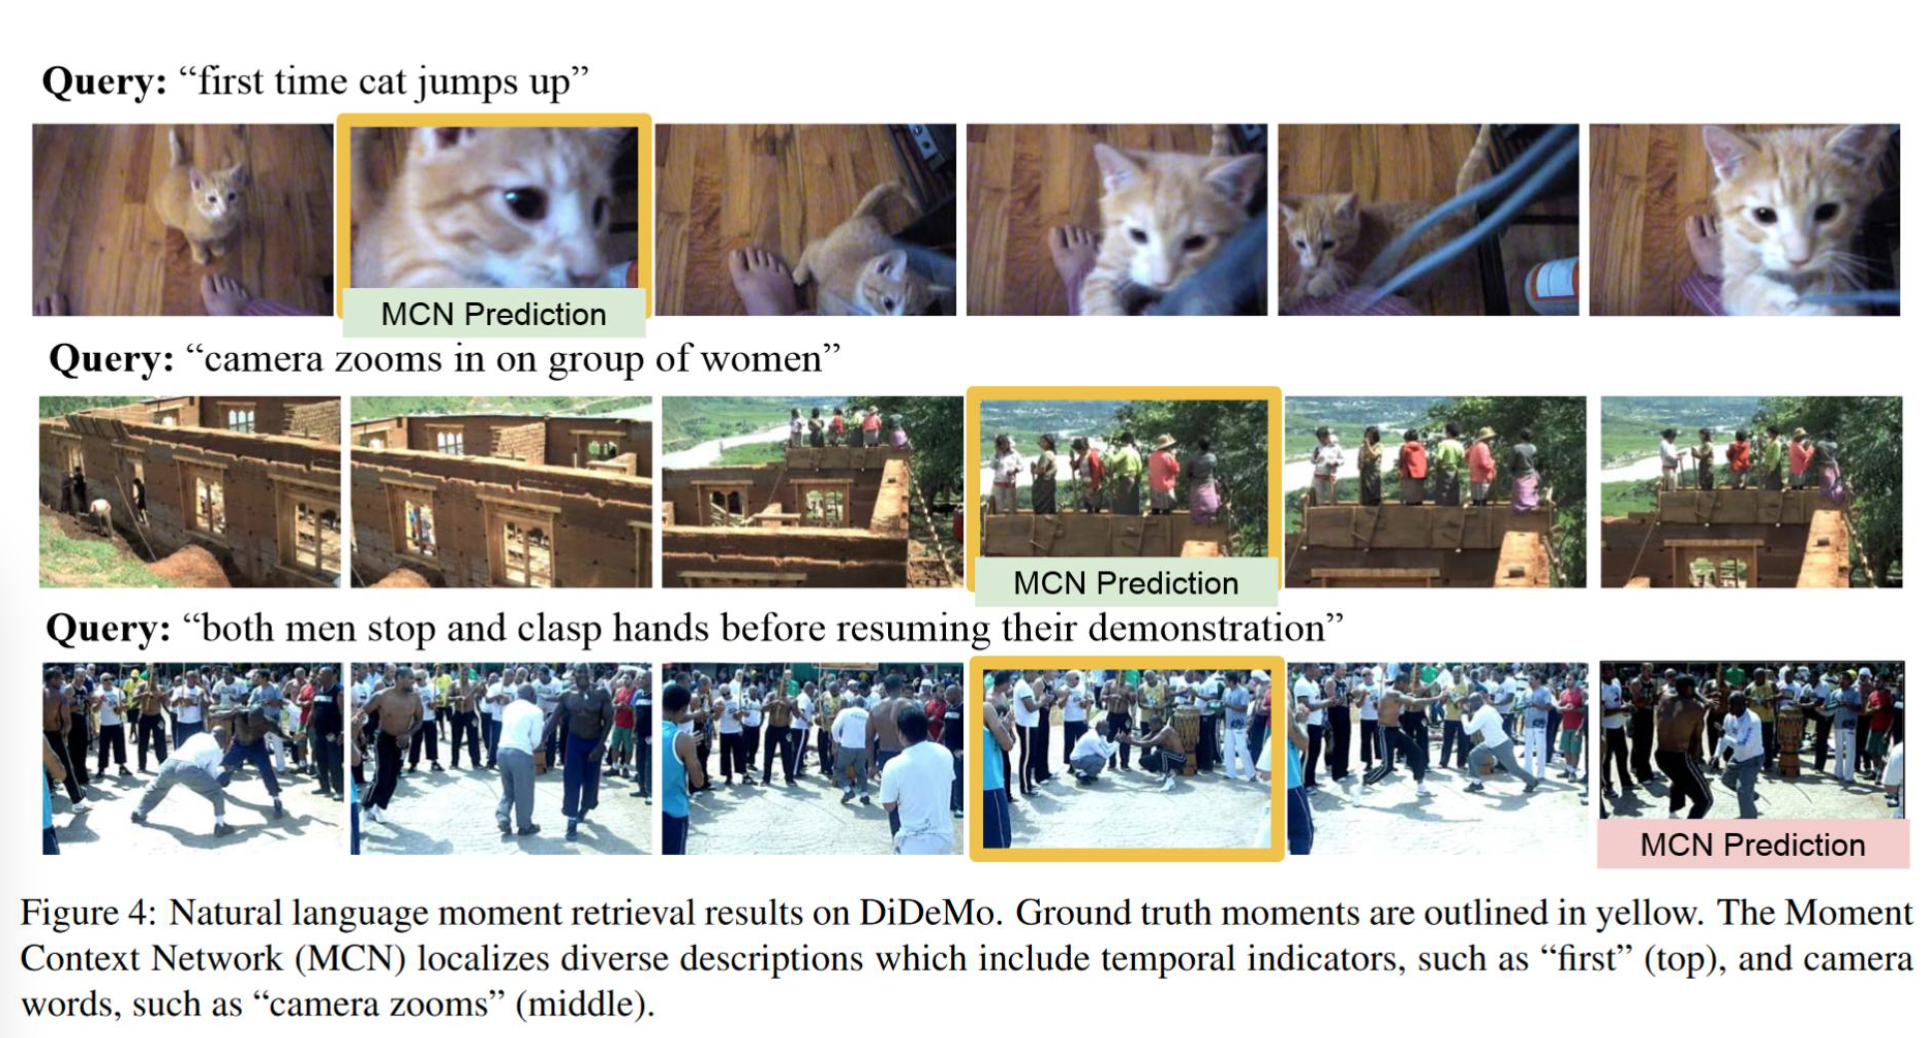 Query: “first time cat jumps up”
MCN Prediction
Query: “camera zooms in on group of women”
MCN Prediction
Query: “both men stop and clasp hands before resuming their demonstration”
MCN Prediction
Figure 4: Natural language moment retrieval results on DiDeMo. Ground truth moments are outlined in yellow. The Moment
Context Network (MCN) localizes diverse descriptions which include temporal indicators, such as “first” (top), and camera
words, such as “camera zooms” (middle).